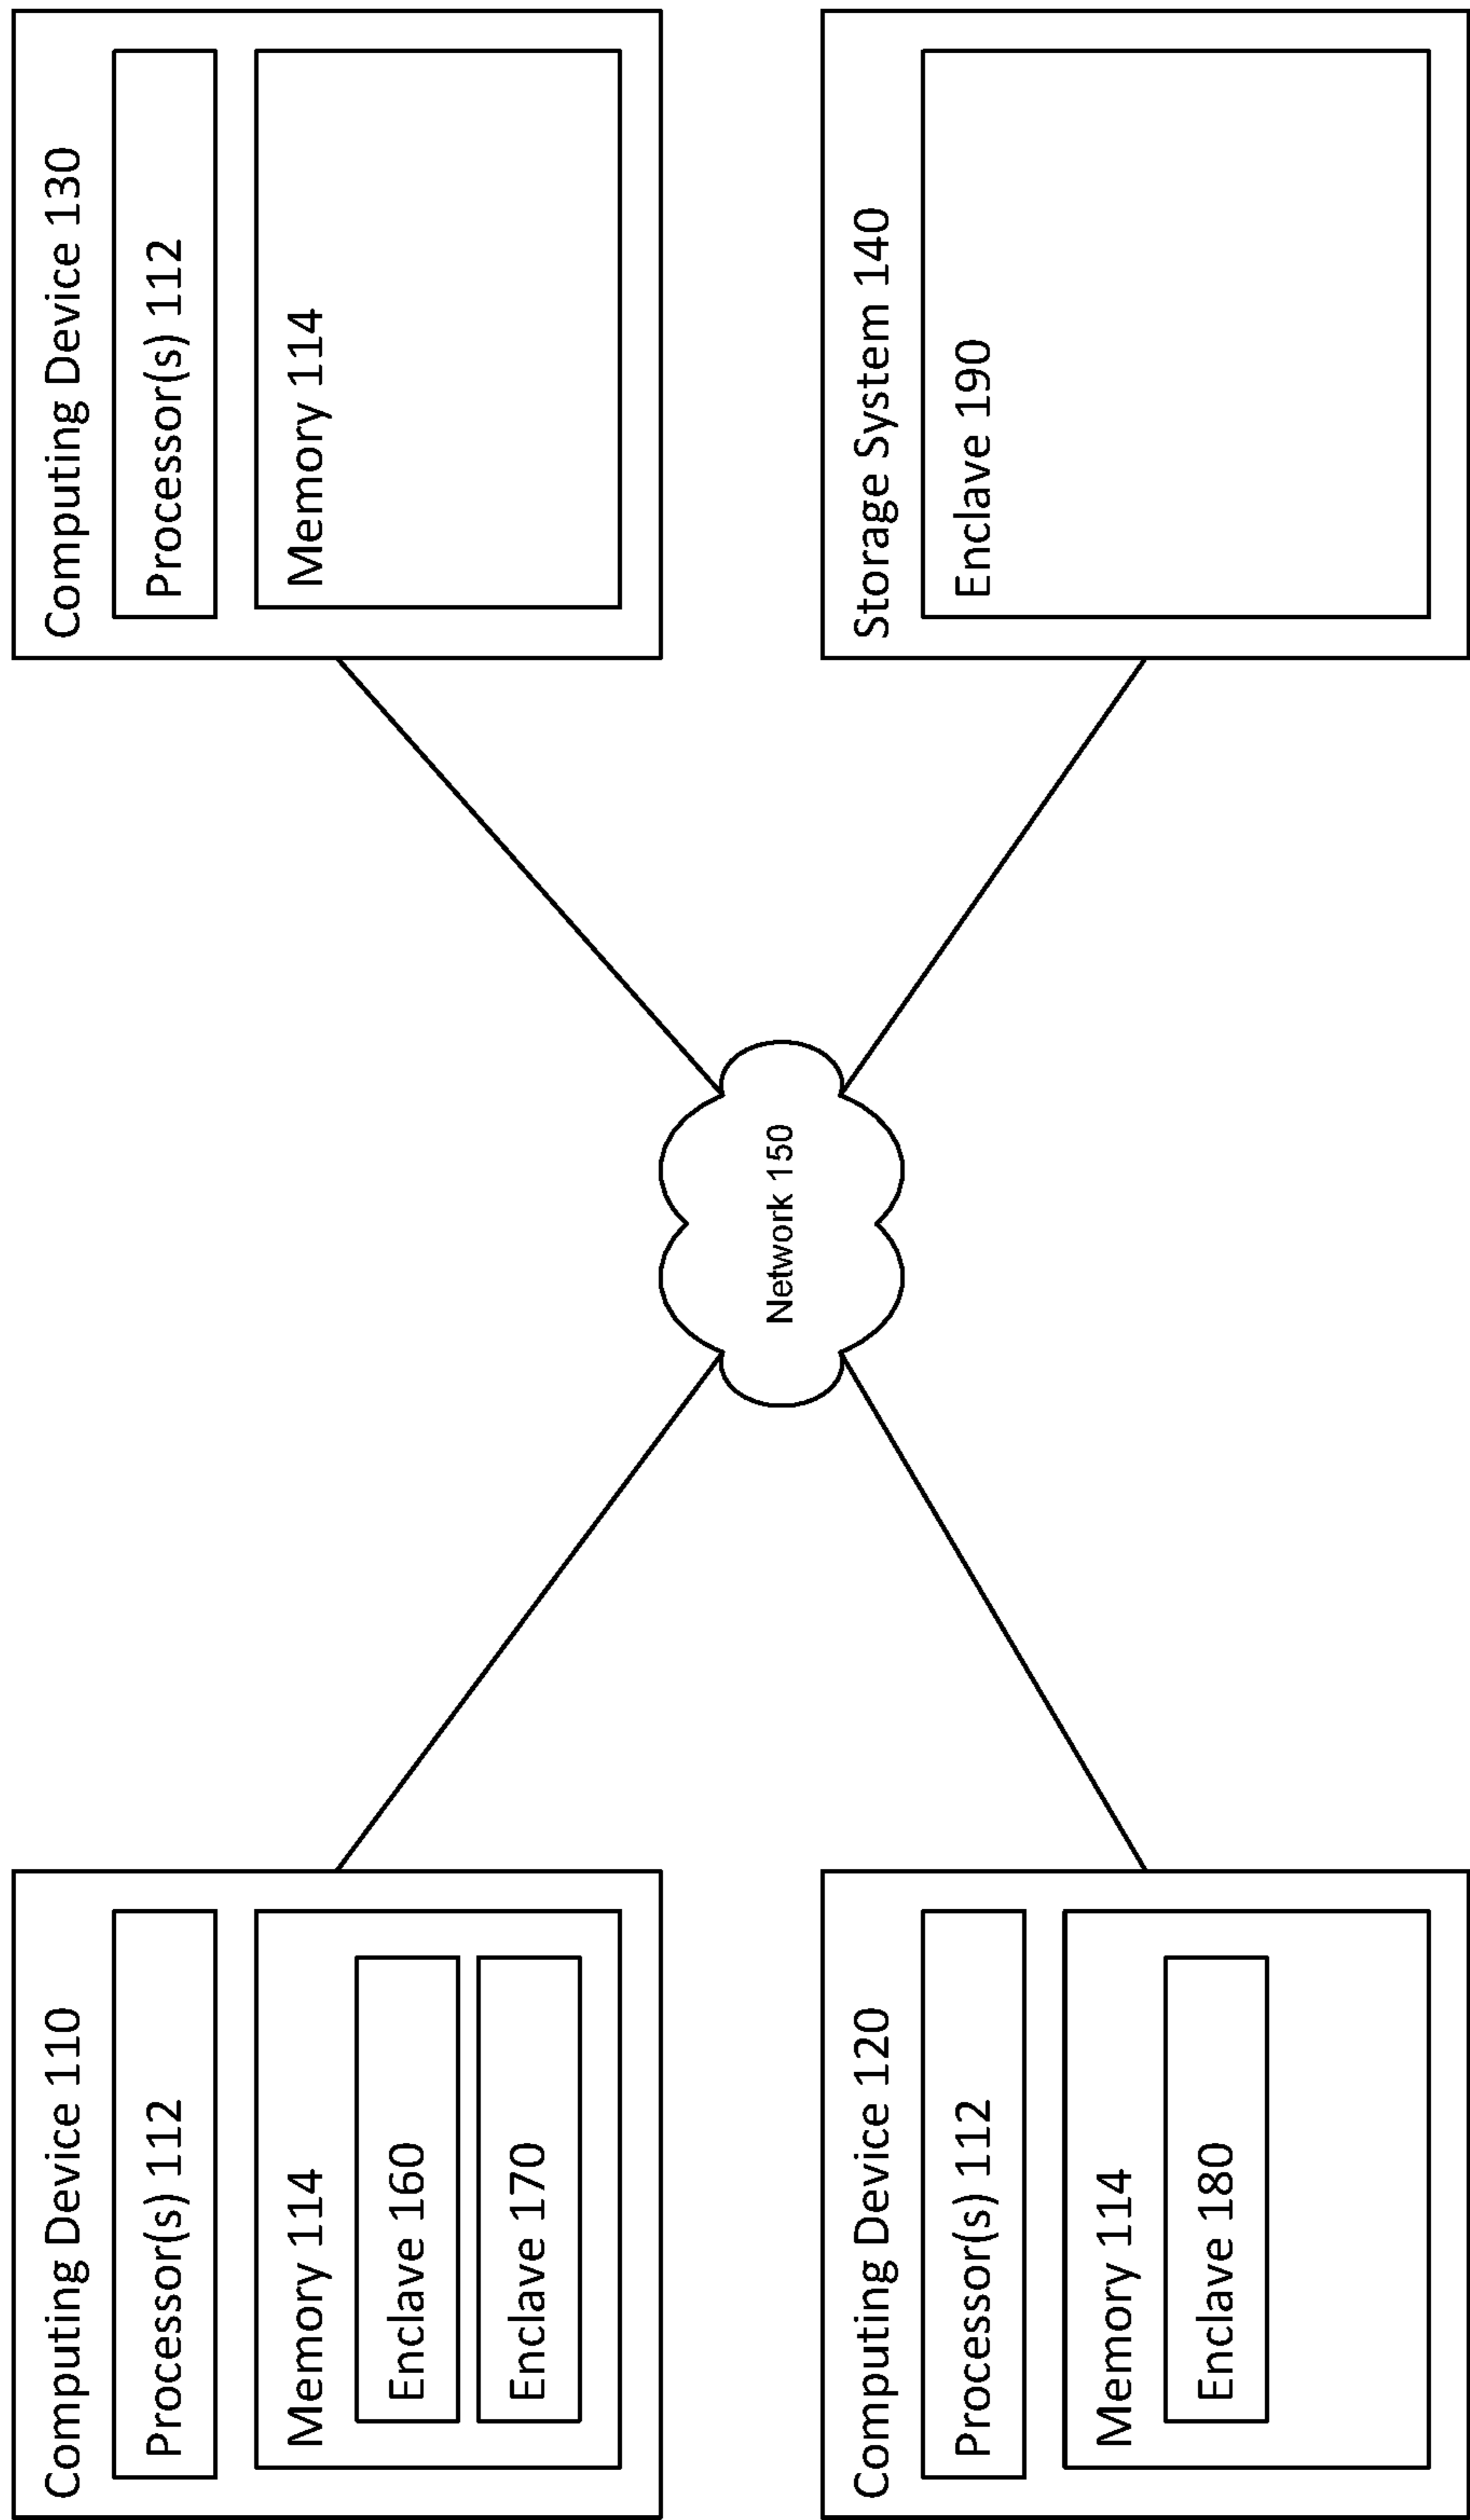 Computing Device 110
Processor(s) 112
Memory 114
Enclave 160
Enclave 170
Computing Device 120
Processor(s) 112
Memory 114
Enclave 180
Network 150
Computing Device 130
Processor(s) 112
Memory 114
Storage System 140
Enclave 190